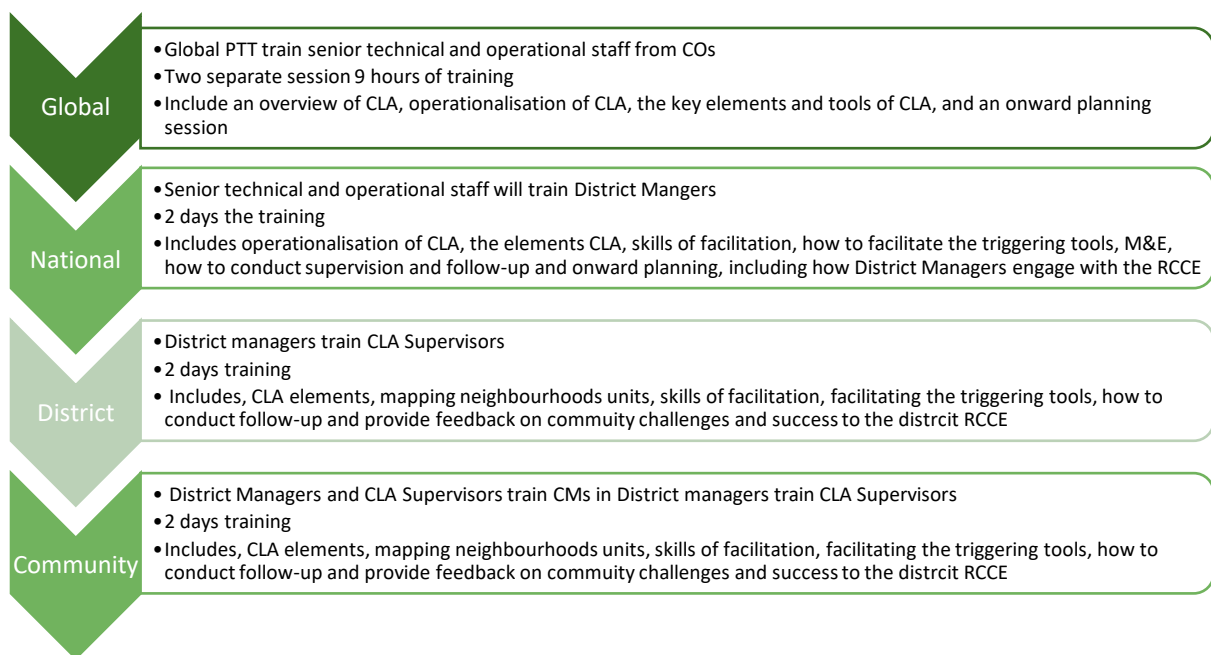 Global
•Global PTT train senior technical and operational staff from COs
•Two separate session 9 hours of training
•Include an overview of CLA, operationalisation of CLA, the key elements and tools of CLA, and an onward planning
session
National
•Senior technical and operational staff will train District Mangers
•2 days the training
•Includes operationalisation of CLA, the elements CLA, skills of facilitation, how to facilitate the triggering tools, M&E,
how to conduct supervision and follow-up and onward planning, including how District Managers engage with the RCCE
District
•District managers train CLA Supervisors
•2 days training
• Includes, CLA elements, mapping neighbourhoods units, skills of facilitation, facilitating the triggering tools, how to
conduct follow-up and provide feedback on commuity challenges and success to the distrcit RCCE
Community
• District Managers and CLA Supervisors train CMs in District managers train CLA Supervisors
•2 days training
•Includes, CLA elements, mapping neighbourhoods units, skills of facilitation, facilitating the triggering tools, how to
conduct follow-up and provide feedback on commuity challenges and success to the distrcit RCCE